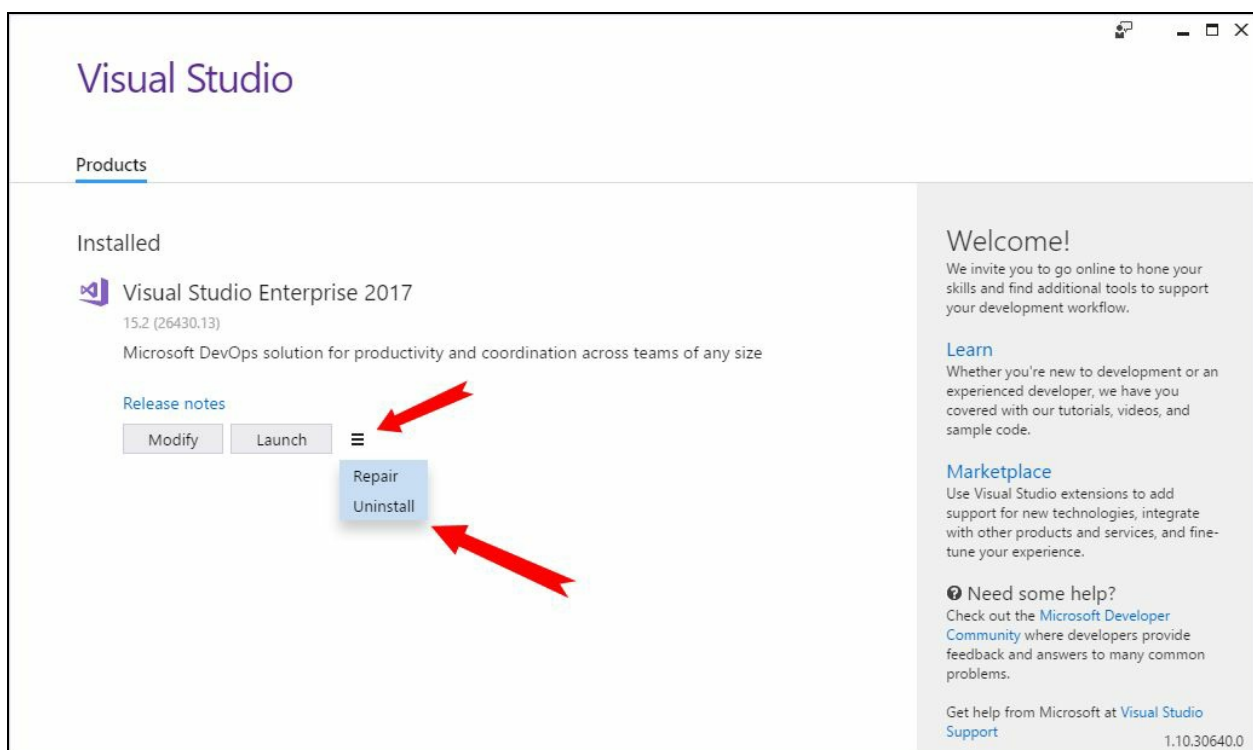 Visual Studio
Products
Installed
Visual Studio Enterprise 2017
15.2 (26430.13)
Microsoft DevOps solution for productivity and coordination across teams of any size
Release notes
Modify
Launch
Repair
Uninstall
Welcome!
We invite you to go online to hone your
skills and find additional tools to support
your development workflow.
Learn
Whether you're new to development or an
experienced developer, we have you
covered with our tutorials, videos, and
sample code.
Marketplace
Use Visual Studio extensions to add
support for new technologies, integrate
with other products and services, and fine-
tune your experience.
Need some help?
Check out the Microsoft Developer
Community where developers provide
feedback and answers to many common
problems.
Get help from Microsoft at Visual Studio
Support
1.10.30640.0